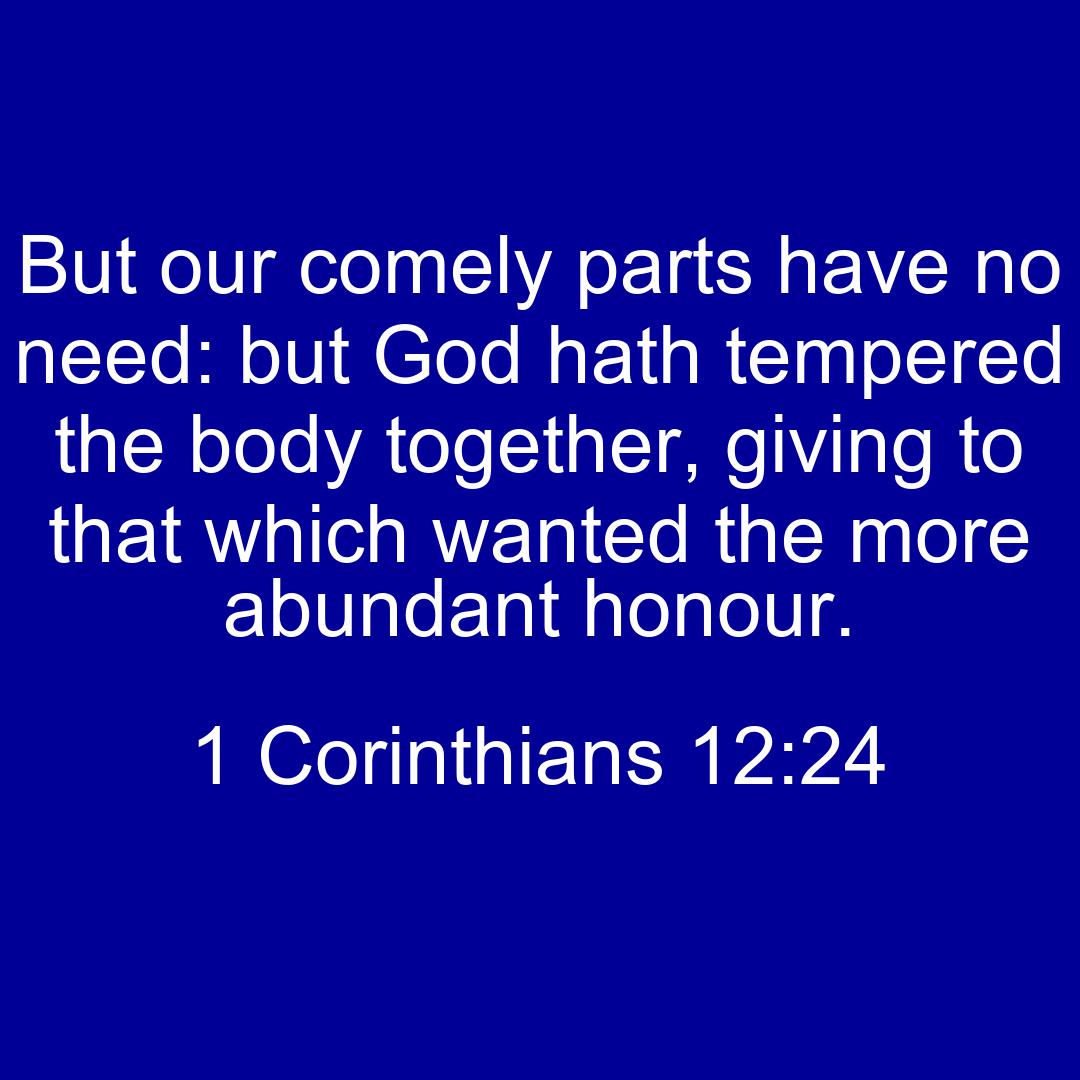 But our comely parts have no
need: but God hath tempered
the body together, giving to
that which wanted the more
abundant honour.
1 Corinthians 12:24